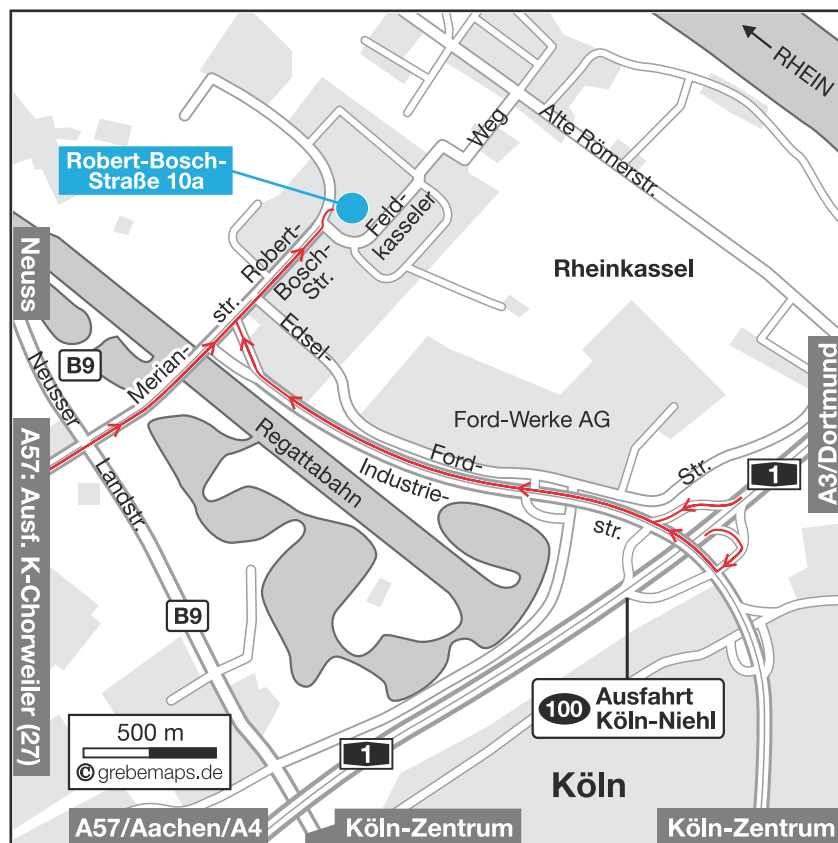 RHEIN
Alte Römerstr.
Weg
Feld-
kasseler
Robert-Bosch-
Straße 10a
Robert-
Bosch-
Str.
Rheinkassel
Neuss
B9
Neusser
Landstr.
Merian-
str.
Edsel-
Ford-
Str.
Ford-Werke AG
Regattabahn
Industrie-
str.
1
A3/Dortmund
A57: Ausf. K-Chorweiler (27)
B9
100 Ausfahrt
Köln-Niehl
500 m
© grebemaps.de
1
Köln
A57/Aachen/A4
Köln-Zentrum
Köln-Zentrum